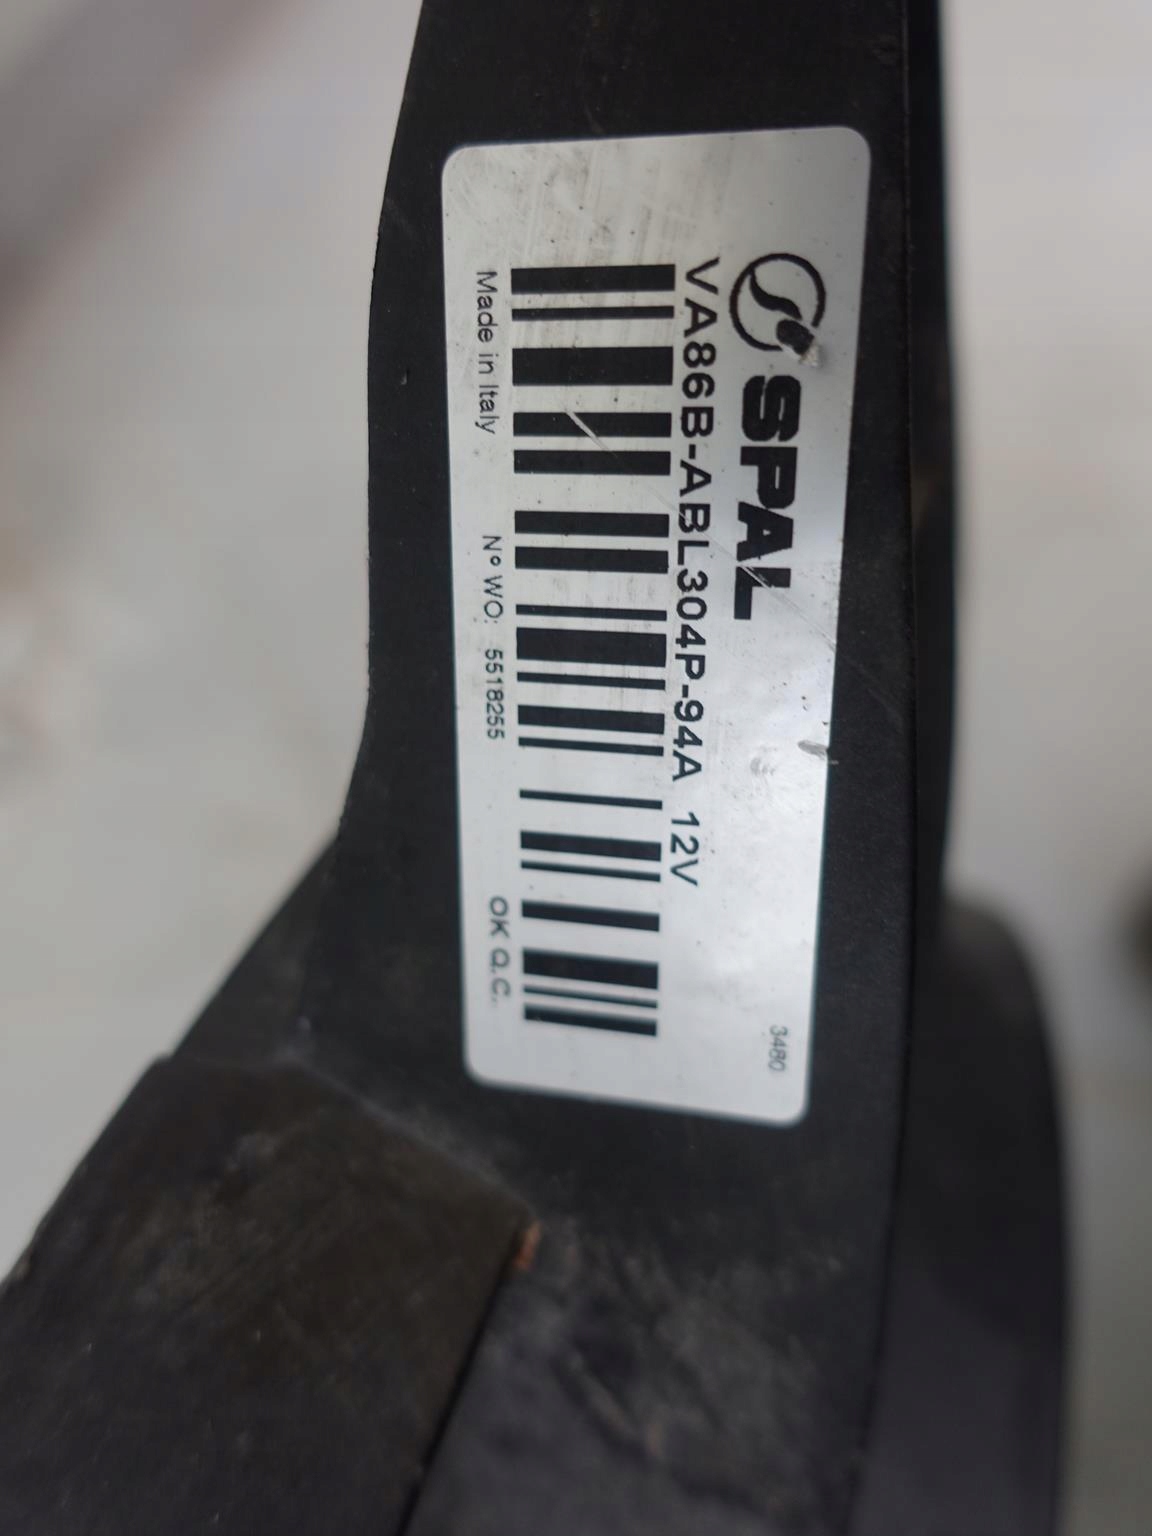 SPAL
VA86B-ABL304P-94A 12V
Made in Italy
N° WO: 5518255
OK Q.C.
3480